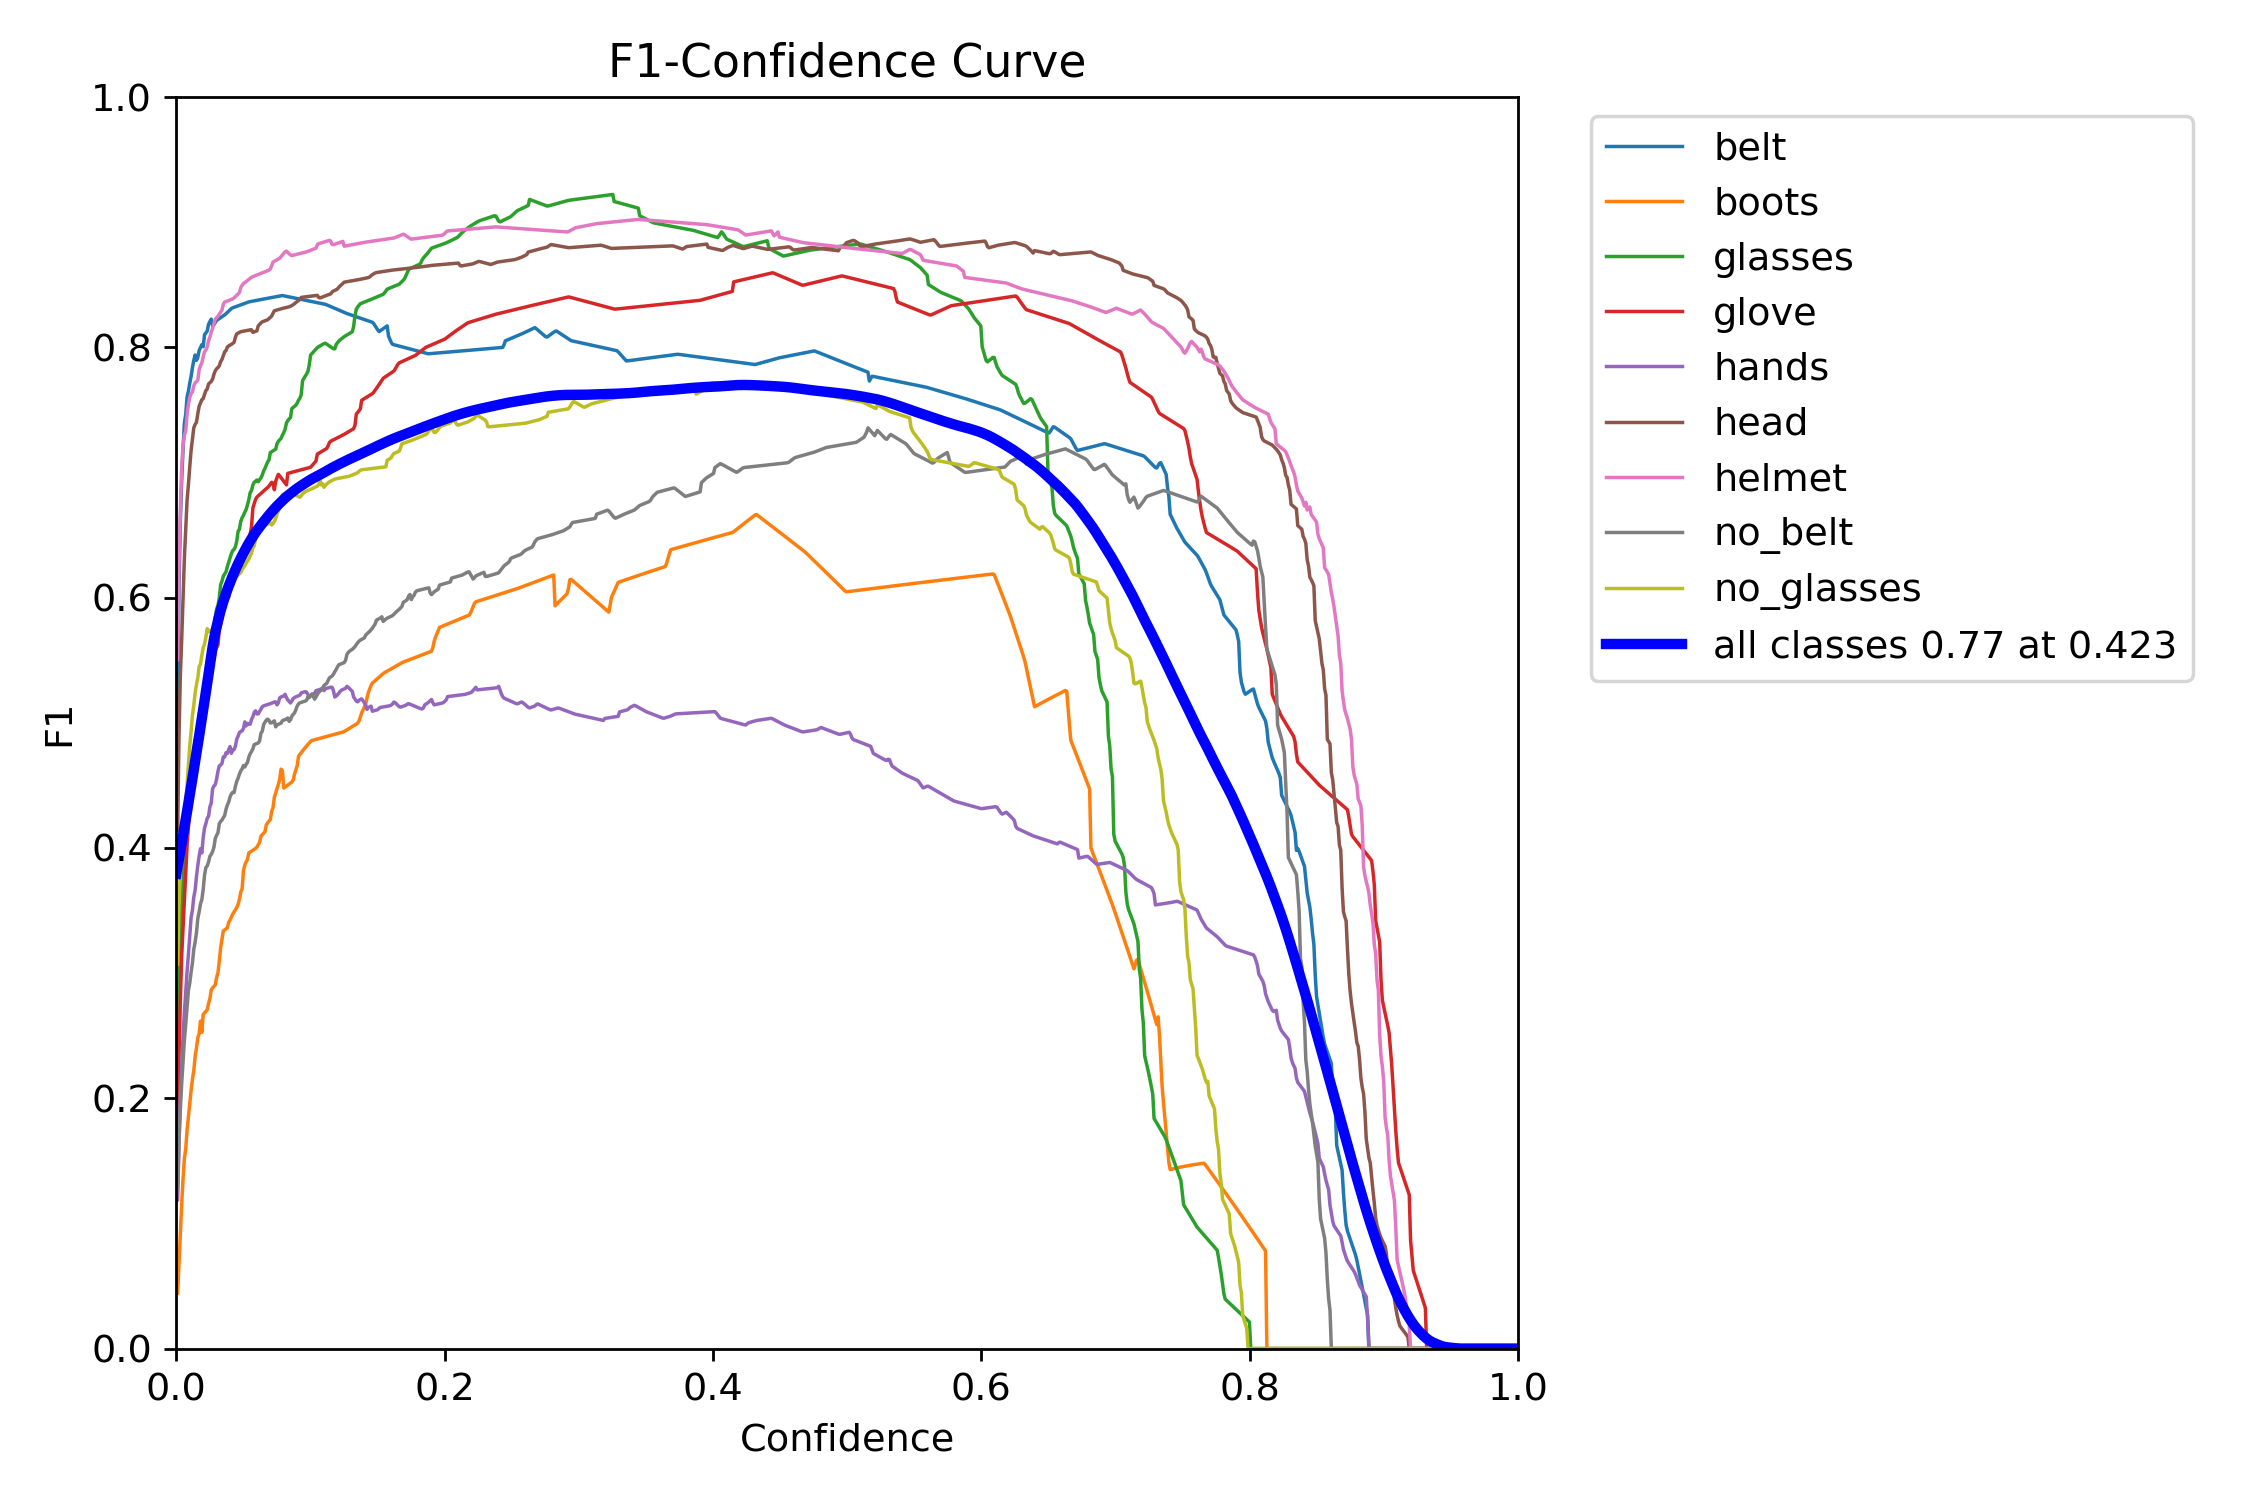 F1-Confidence Curve
1.0
0.8
0.6
0.4
0.2
0.0
F1
0.0 0.2 0.4 0.6 0.8 1.0
Confidence
belt
boots
glasses
glove
hands
head
helmet
no_belt
no_glasses
all classes 0.77 at 0.423